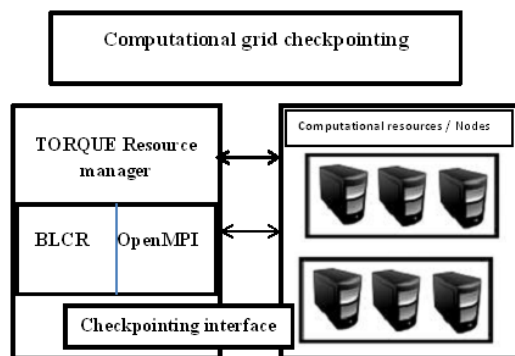 Computational grid checkpointing
TORQUE Resource
manager
BLCR OpenMPI
Computational resources / Nodes
Checkpointing interface